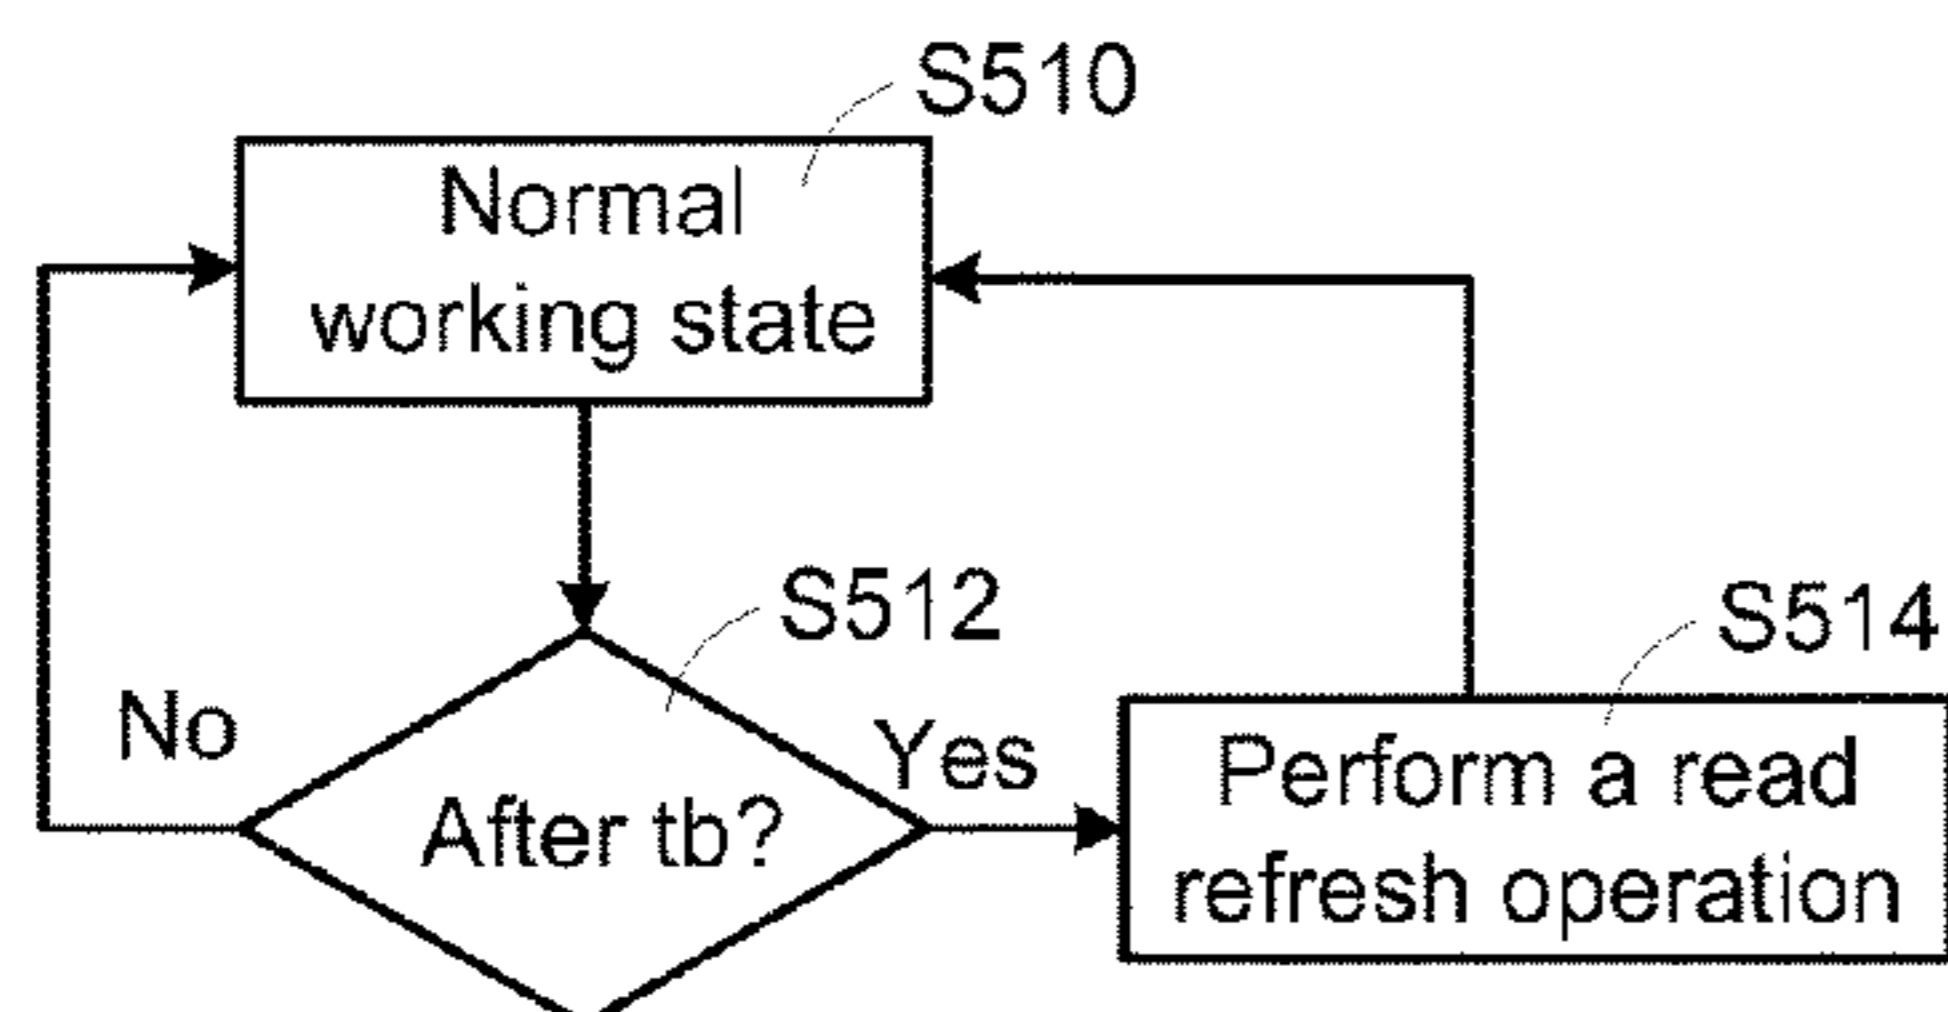 S510
Normal
working state
S512
S514
No
Yes
After tb?
Perform a read
refresh operation